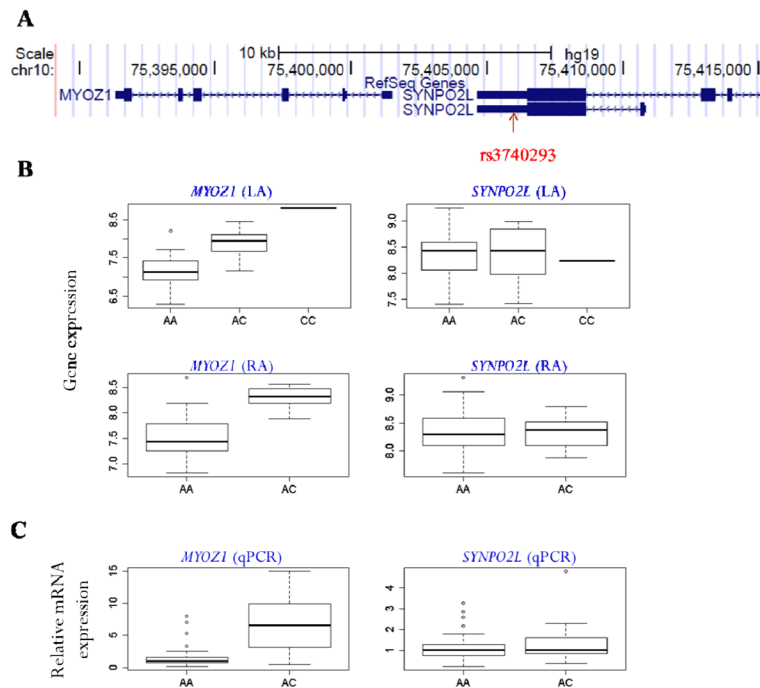 A
Scale
10 kb
hg19
chr10:
75,395,000
75,400,000
75,405,000
75,410,000
75,415,000
RefSeq Genes
MYOZ1
SYNPO2L
SYNPO2L
rs3740293
B
MYOZ1 (LA)
SYNPO2L (LA)
8.5
7.5
6.5
AA
AC
CC
9.0
8.5
8.0
7.5
AA
AC
CC
Gene expression
MYOZ1 (RA)
SYNPO2L (RA)
8.5
8.0
7.5
7.0
AA
AC
9.0
8.5
8.0
AA
AC
C
MYOZ1 (qPCR)
SYNPO2L (qPCR)
Relative mRNA
expression
15
10
5
0
AA
AC
4
3
2
1
AA
AC